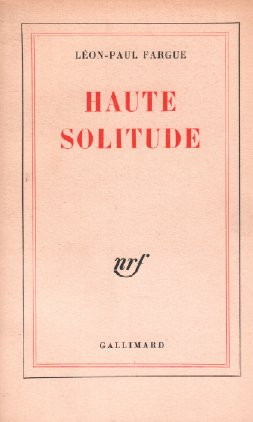 LÉON-PAUL FARGUE
HAUTE
SOLITUDE
nrf
GALLIMARD